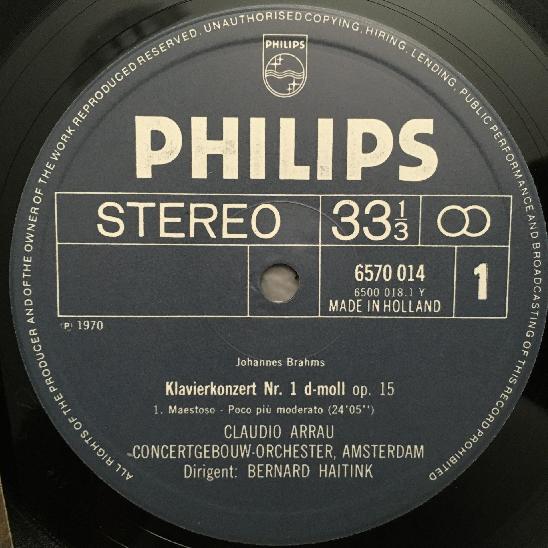 ALL RIGHTS OF THE PRODUCER AND OF THE OWNER OF THE WORK REPRODUCED RESERVED. UNAUTHORISED COPYING, HIRING, LENDING, PUBLIC PERFORMANCE AND BROADCASTING OF THIS RECORD PROHIBITED
PHILIPS
PHILIPS
STEREO 33 1/3
6570 014 1
6500 018.1 Y
MADE IN HOLLAND
(P) 1970
Johannes Brahms
Klavierkonzert Nr. 1 d-moll op. 15
1. Maestoso - Poco più moderato (24'05'')
CLAUDIO ARRAU
CONCERTGEBOUW-ORCHESTER, AMSTERDAM
Dirigent: BERNARD HAITINK